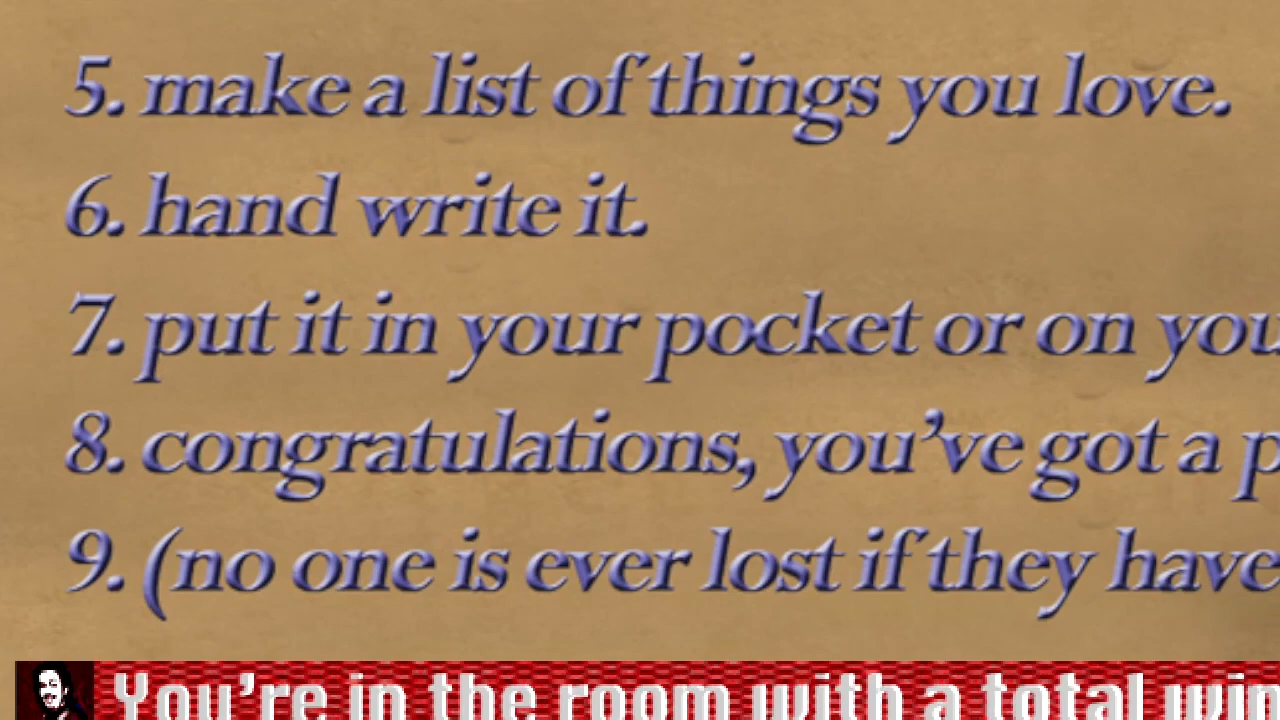 5. make a list of things you love.
6. hand write it.
7. put it in your pocket or on
8. congratulations, you've got a
9. (no one is ever lost if they have
You're in the room with a total